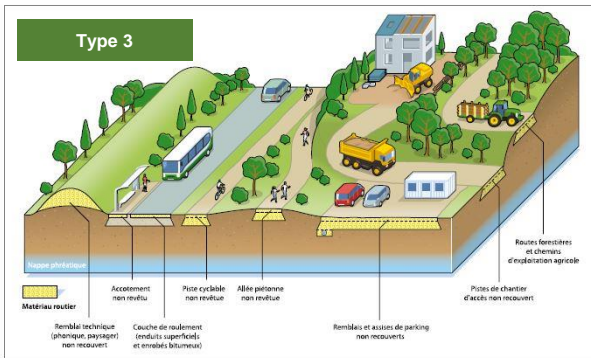 Type 3
Nappe phréatique
Matériau routier
Remblai technique
(phonique, paysager)
non recouvert
Accotement
non revêtu
Couche de roulement
(enduits superficiels
et enrobés bitumeux)
Piste cyclable
non revêtue
Allée piétonne
non revêtue
Remblais et assises de parking
non recouverts
Pistes de chantier
d'accès non recouvert
Routes forestières
et chemins
d'exploitation agricole